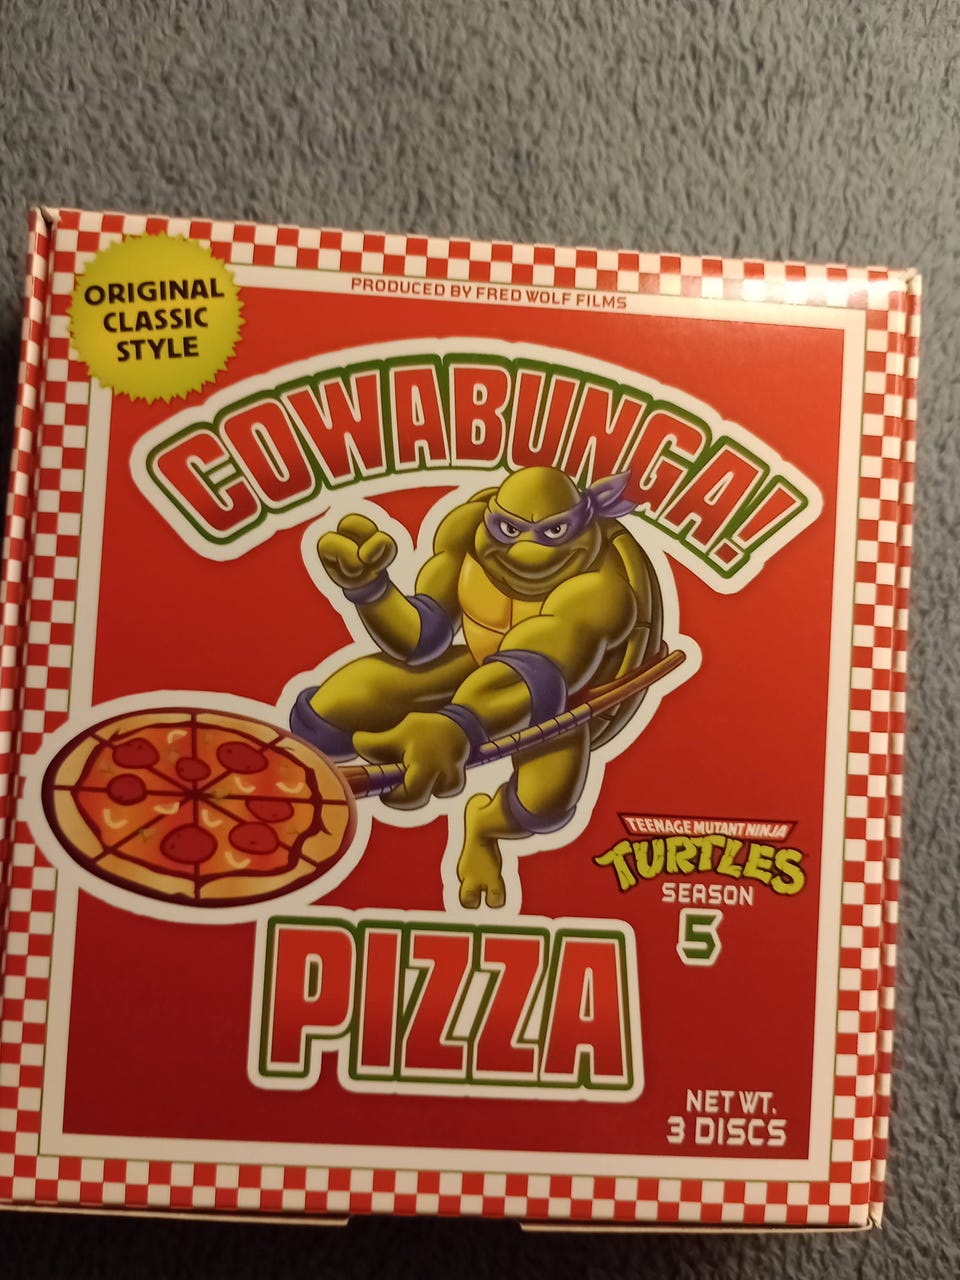 PRODUCED BY FRED WOLF FILMS
ORIGINAL
CLASSIC
STYLE
COWABUNGA!
TEENAGE MUTANT NINJA
TURTLES
SEASON
5
PIZZA
NET WT.
3 DISCS